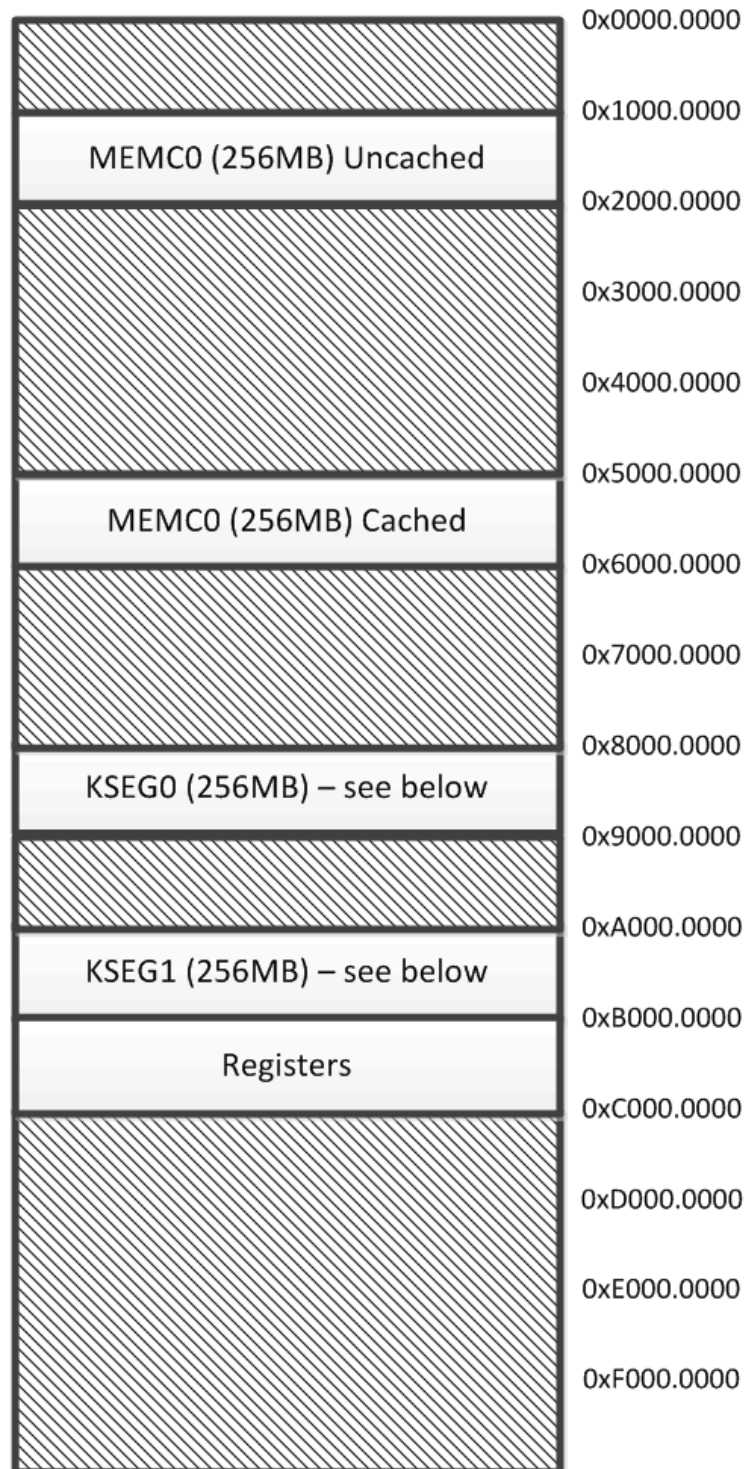 0x0000.0000
0x1000.0000
MEMC0 (256MB) Uncached
0x2000.0000
0x3000.0000
0x4000.0000
0x5000.0000
MEMC0 (256MB) Cached
0x6000.0000
0x7000.0000
0x8000.0000
KSEG0 (256MB) – see below
0x9000.0000
0xA000.0000
KSEG1 (256MB) – see below
0xB000.0000
Registers
0xC000.0000
0xD000.0000
0xE000.0000
0xF000.0000